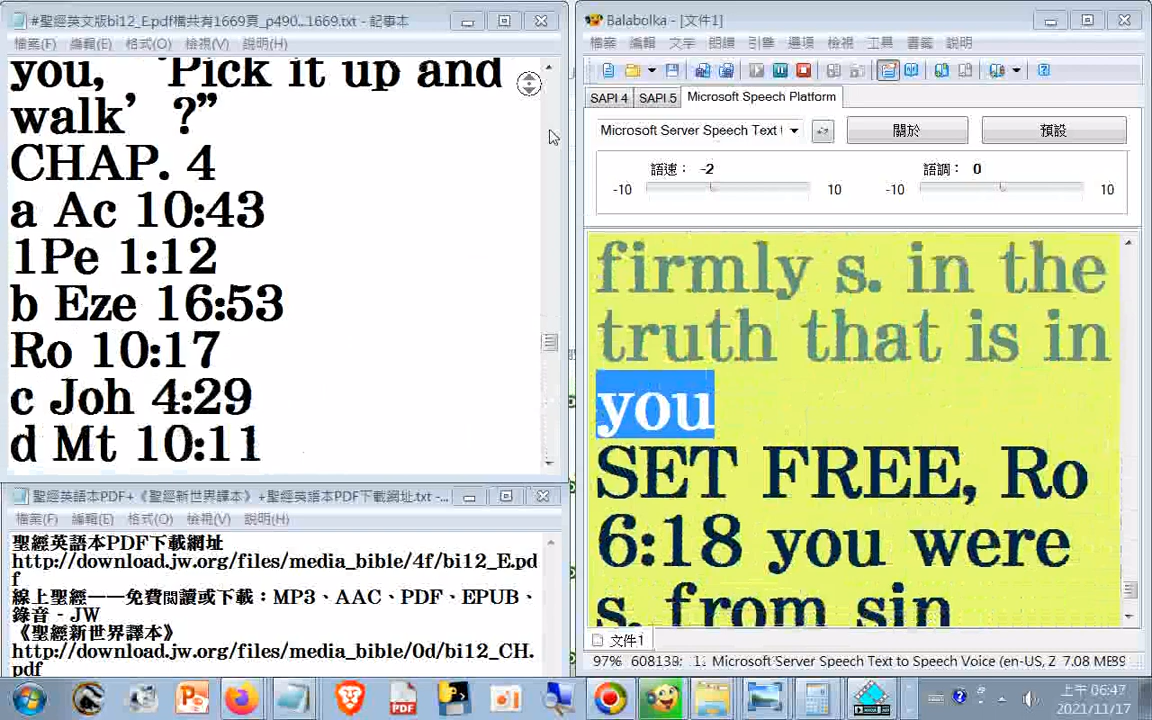 #聖經英文版bi12_E.pdf檔共有1669頁_p490...1669.txt - 記事本
檔案(F) 編輯(E) 格式(O) 檢視(V) 說明(H)
you, ‘Pick it up and
walk’ ?”
CHAP. 4
a Ac 10:43
1Pe 1:12
b Eze 16:53
Ro 10:17
c Joh 4:29
d Mt 10:11
聖經英語本PDF+《聖經新世界譯本》+聖經英語本PDF下載網址.txt - ...
檔案(F) 編輯(E) 格式(O) 檢視(V) 說明(H)
聖經英語本PDF下載網址
http://download.jw.org/files/media_bible/4f/bi12_E.pd
f
線上聖經——免費閱讀或下載：MP3、AAC、PDF、EPUB、
錄音 - JW
《聖經新世界譯本》
http://download.jw.org/files/media_bible/0d/bi12_CH.
pdf
Balabolka - [文件1]
檔案 編輯 文字 朗讀 引擎 選項 檢視 工具 書籤 說明
SAPI 4 SAPI 5 Microsoft Speech Platform
Microsoft Server Speech Text 關於 預設
語速： -2 語調： 0
-10 10 -10 10
firmly s. in the
truth that is in
you
SET FREE, Ro
6:18 you were
s. from sin
文件1
97% Microsoft Server Speech Text to Speech Voice (en-US, Z 7.08 MB
上午 06:47
2021/11/17